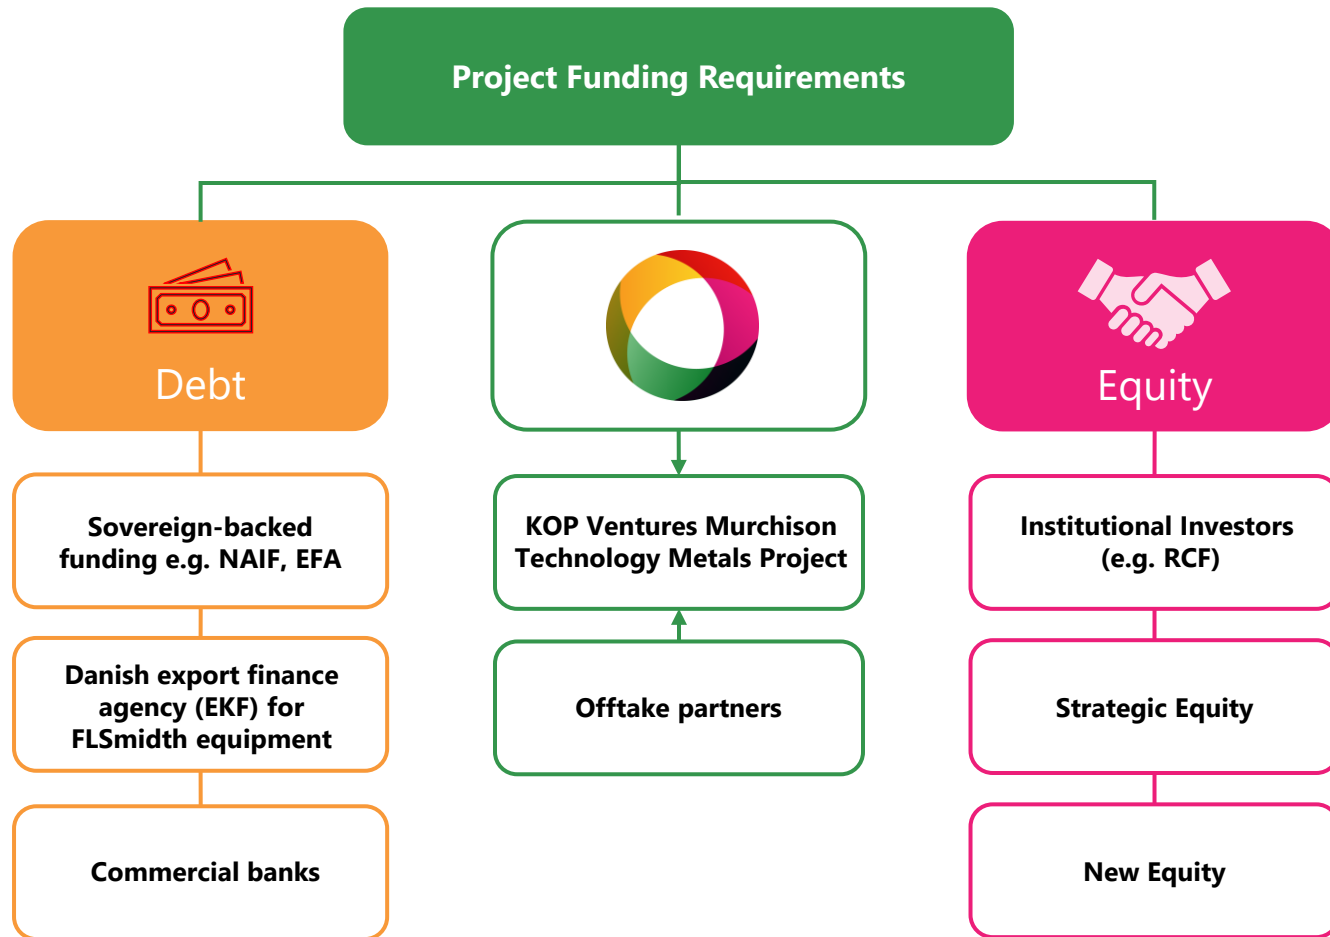 Project Funding Requirements
Debt
Sovereign-backed
funding e.g. NAIF, EFA
Danish export finance
agency (EKF) for
FLSmidth equipment
Commercial banks
KOP Ventures Murchison
Technology Metals Project
Offtake partners
Equity
Institutional Investors
(e.g. RCF)
Strategic Equity
New Equity